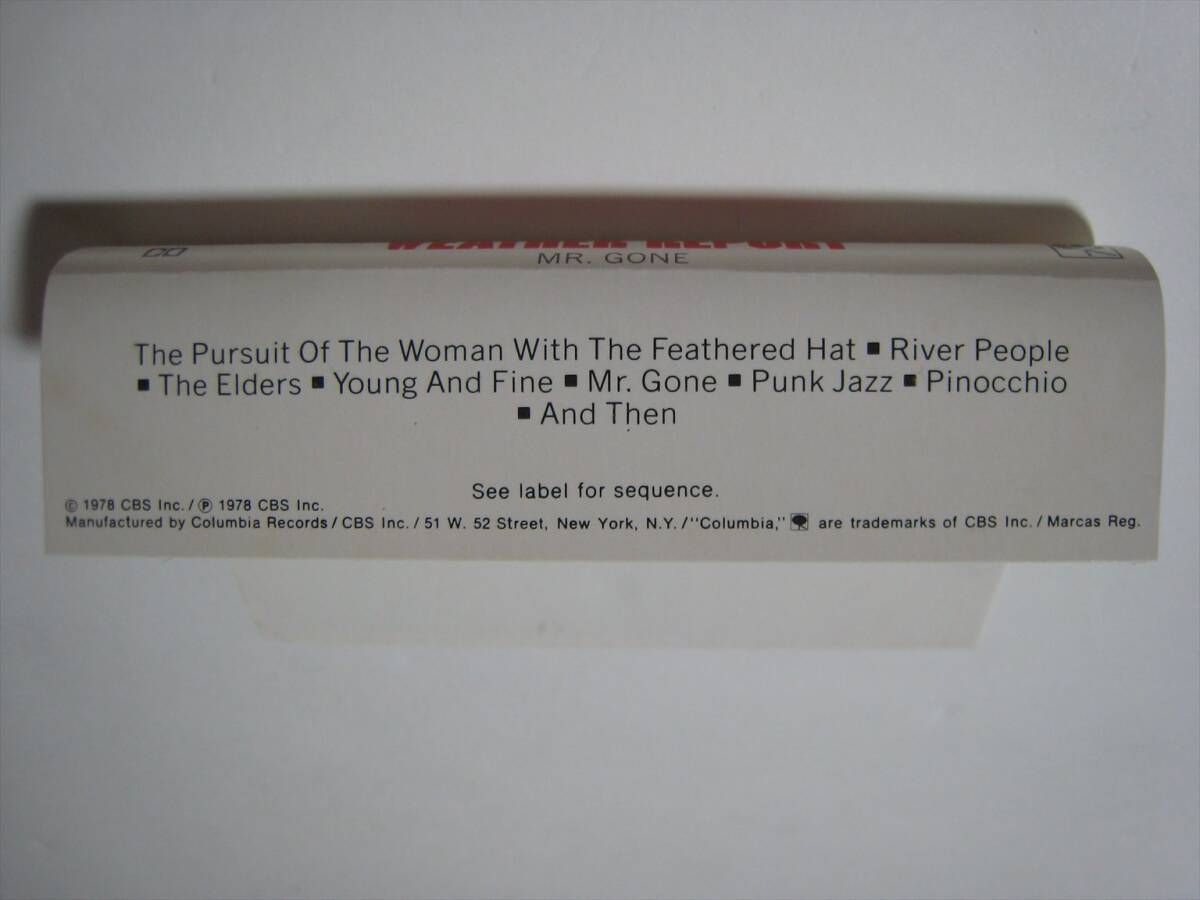 WEATHER REPORT
MR. GONE
The Pursuit Of The Woman With The Feathered Hat ■ River People
■ The Elders ■ Young And Fine ■ Mr. Gone ■ Punk Jazz ■ Pinocchio
■ And Then
See label for sequence.
© 1978 CBS Inc. / ℗ 1978 CBS Inc.
Manufactured by Columbia Records / CBS Inc. / 51 W. 52 Street, New York, N.Y. / "Columbia," are trademarks of CBS Inc. / Marcas Reg.